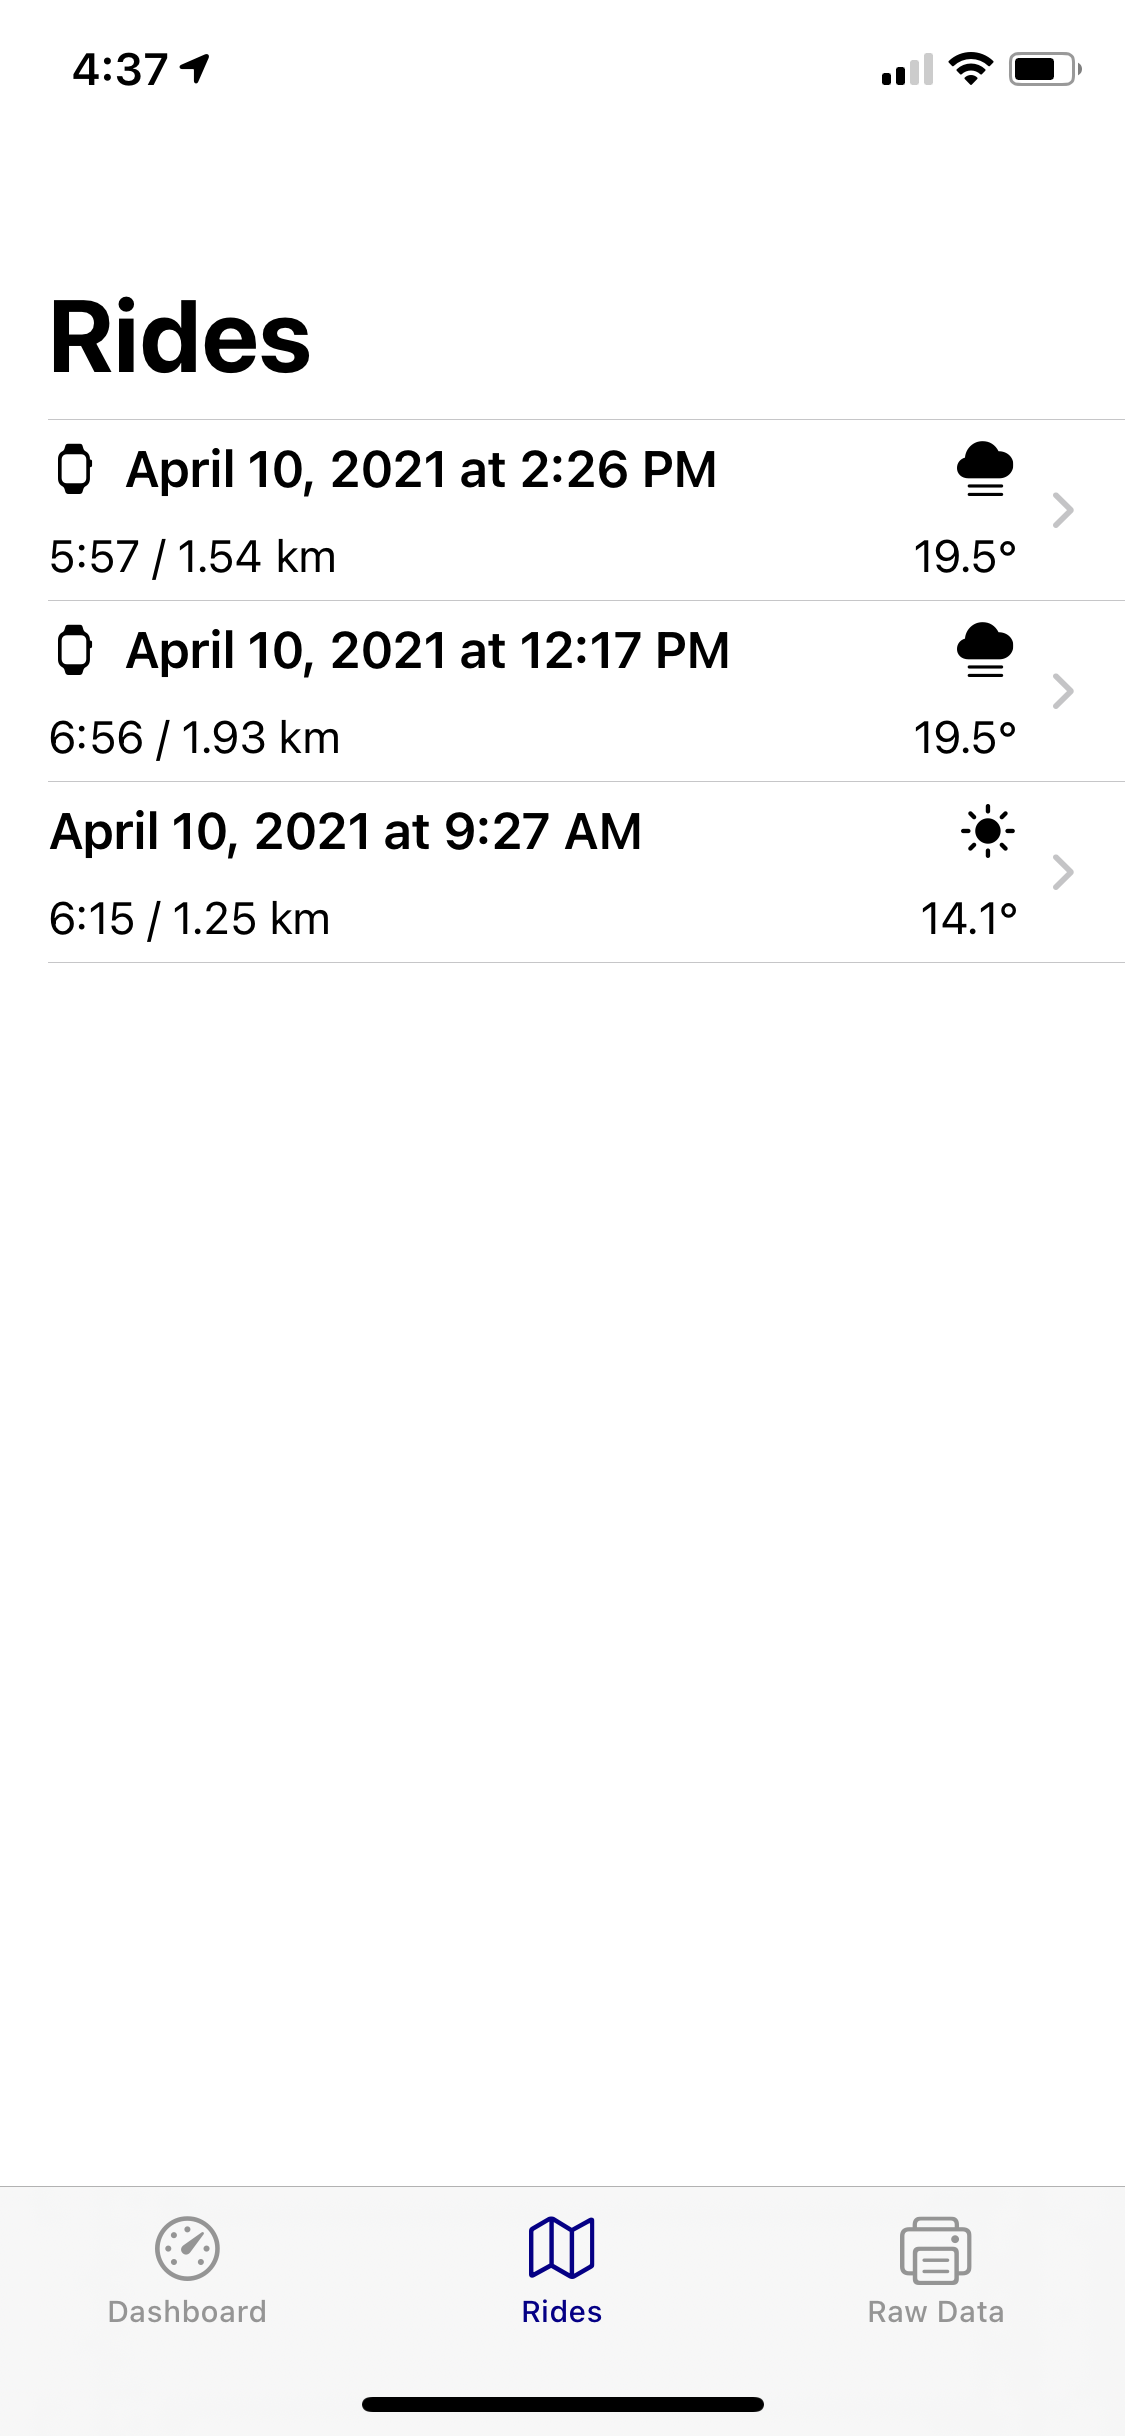 4:37
Rides
April 10, 2021 at 2:26 PM
5:57 / 1.54 km 19.5°
April 10, 2021 at 12:17 PM
6:56 / 1.93 km 19.5°
April 10, 2021 at 9:27 AM
6:15 / 1.25 km 14.1°
Dashboard Rides Raw Data